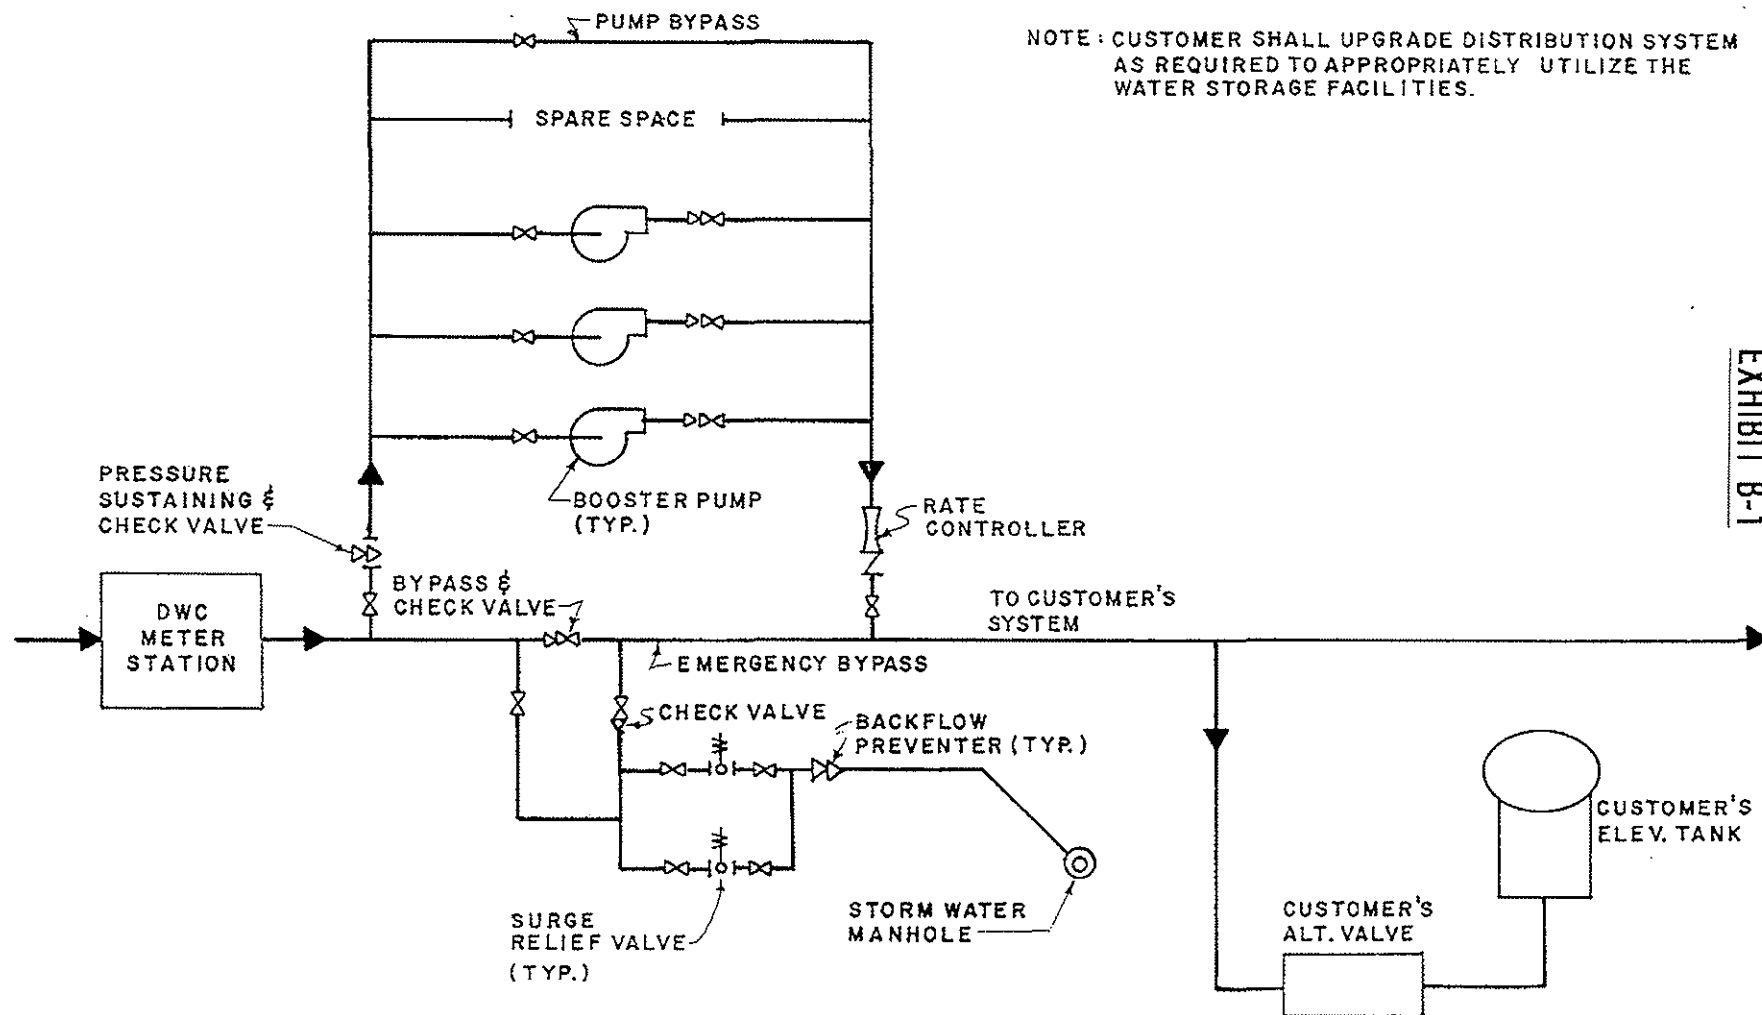 PUMP BYPASS
NOTE: CUSTOMER SHALL UPGRADE DISTRIBUTION SYSTEM
AS REQUIRED TO APPROPRIATELY UTILIZE THE
WATER STORAGE FACILITIES.
SPARE SPACE
EXHIBIT B-1
PRESSURE
SUSTAINING &
CHECK VALVE
BOOSTER PUMP
(TYP.)
RATE
CONTROLLER
BYPASS &
CHECK VALVE
DWC
METER
STATION
TO CUSTOMER'S
SYSTEM
EMERGENCY BYPASS
CHECK VALVE
BACKFLOW
PREVENTER (TYP.)
CUSTOMER'S
ELEV. TANK
SURGE
RELIEF VALVE
(TYP.)
STORM WATER
MANHOLE
CUSTOMER'S
ALT. VALVE